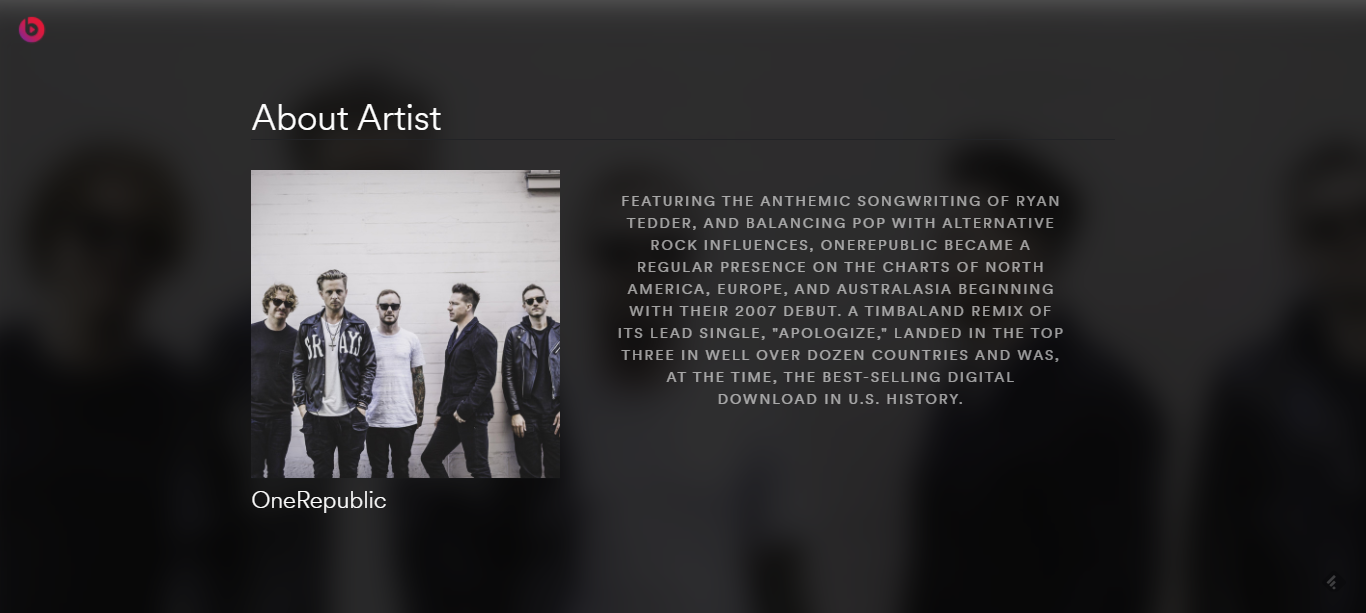 About Artist
FEATURING THE ANTHEMIC SONGWRITING OF RYAN
TEDDER, AND BALANCING POP WITH ALTERNATIVE
ROCK INFLUENCES, ONEREPUBLIC BECAME A
REGULAR PRESENCE ON THE CHARTS OF NORTH
AMERICA, EUROPE, AND AUSTRALASIA BEGINNING
WITH THEIR 2007 DEBUT. A TIMBALAND REMIX OF
ITS LEAD SINGLE, "APOLOGIZE," LANDED IN THE TOP
THREE IN WELL OVER DOZEN COUNTRIES AND WAS,
AT THE TIME, THE BEST-SELLING DIGITAL
DOWNLOAD IN U.S. HISTORY.
OneRepublic